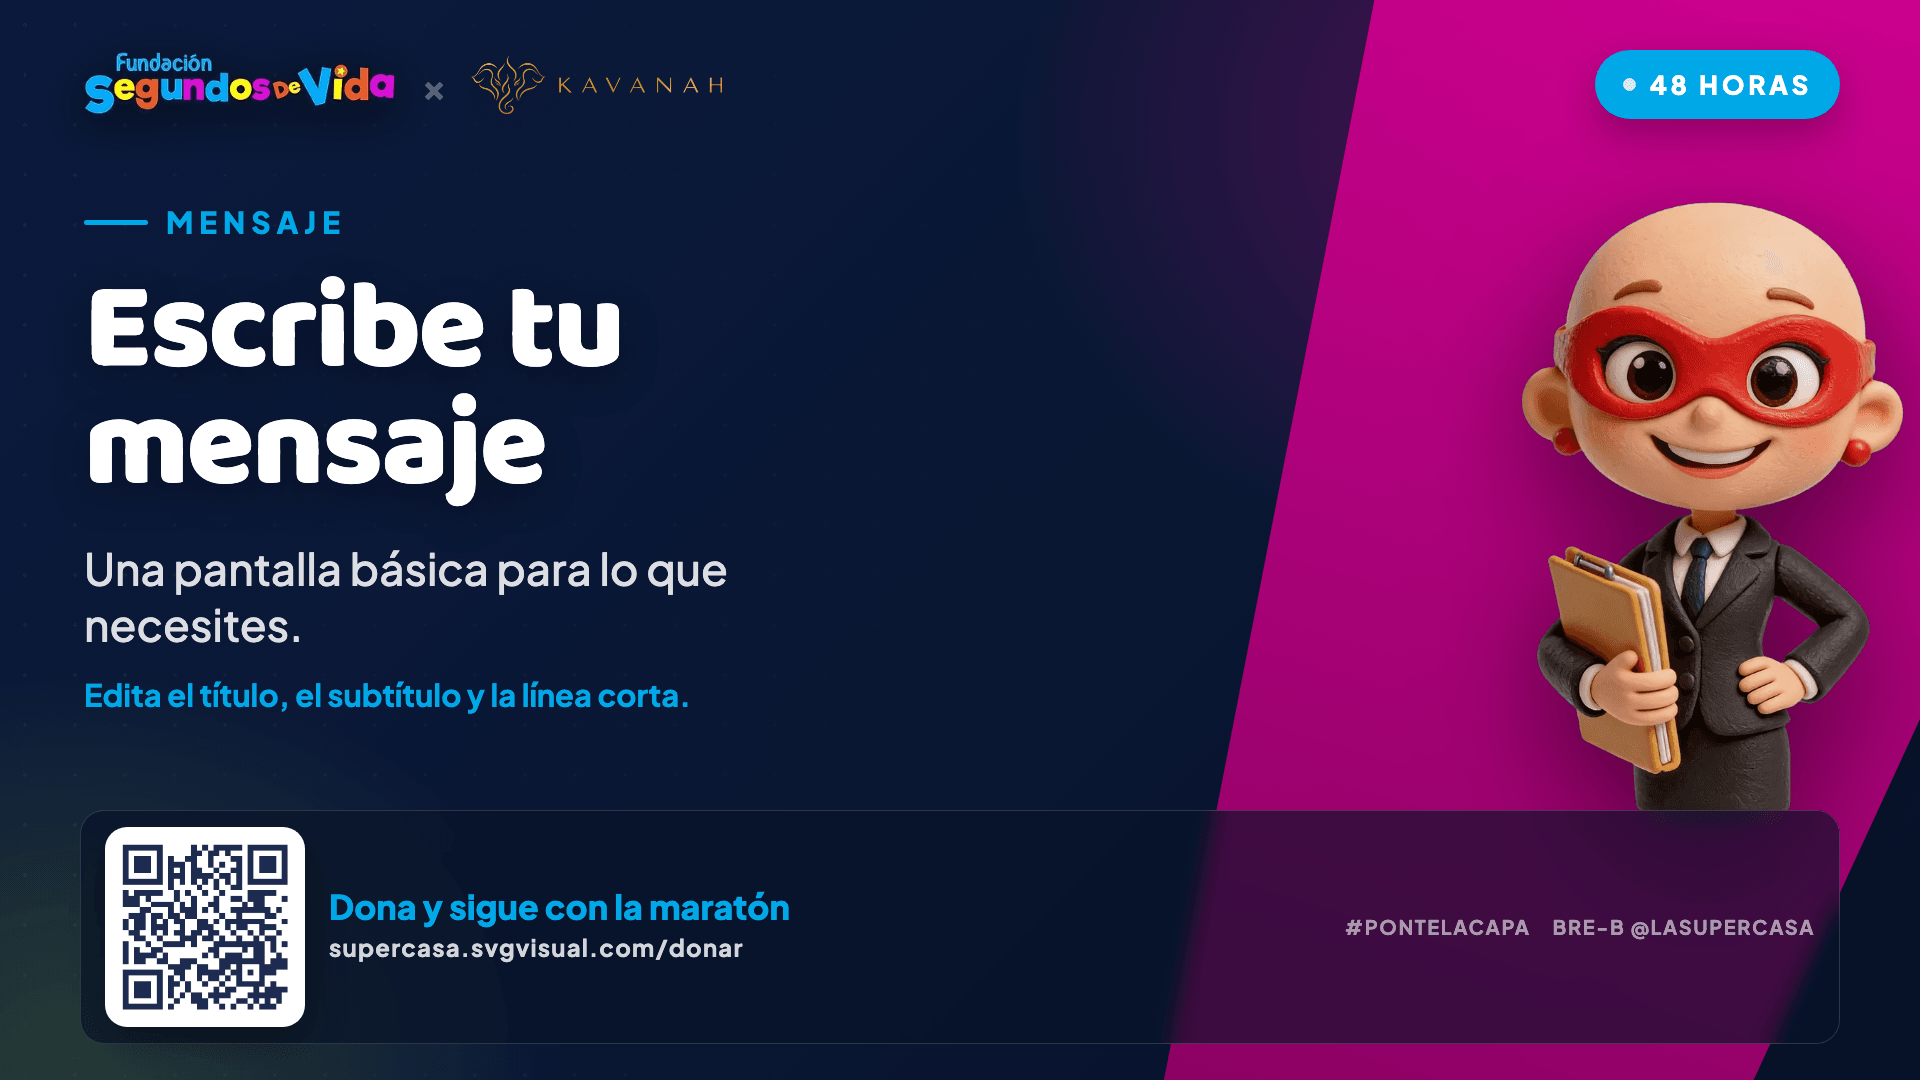 Fundación
Segundos DE Vida
×
KAVANAH
48 HORAS
MENSAJE
Escribe tu
mensaje
Una pantalla básica para lo que
necesites.
Edita el título, el subtítulo y la línea corta.
Dona y sigue con la maratón
supercasa.svgvisual.com/donar
#PONTELACAPA BRE-B @LASUPERCASA